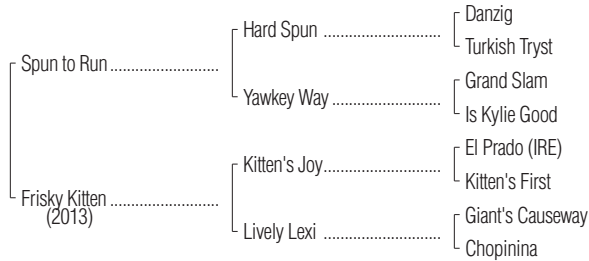 Danzig
Hard Spun ........................
Turkish Tryst
Spun to Run........................
Grand Slam
Yawkey Way ........................
Is Kylie Good
El Prado (IRE)
Kitten's Joy........................
Kitten's First
Frisky Kitten ........................
(2013)
Giant's Causeway
Lively Lexi ........................
Chopinina